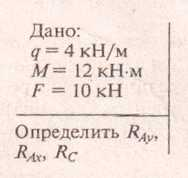 Дано:
q = 4 кН/м
M = 12 кН·м
F = 10 кН
Определить R_Ay,
R_Ax, R_C